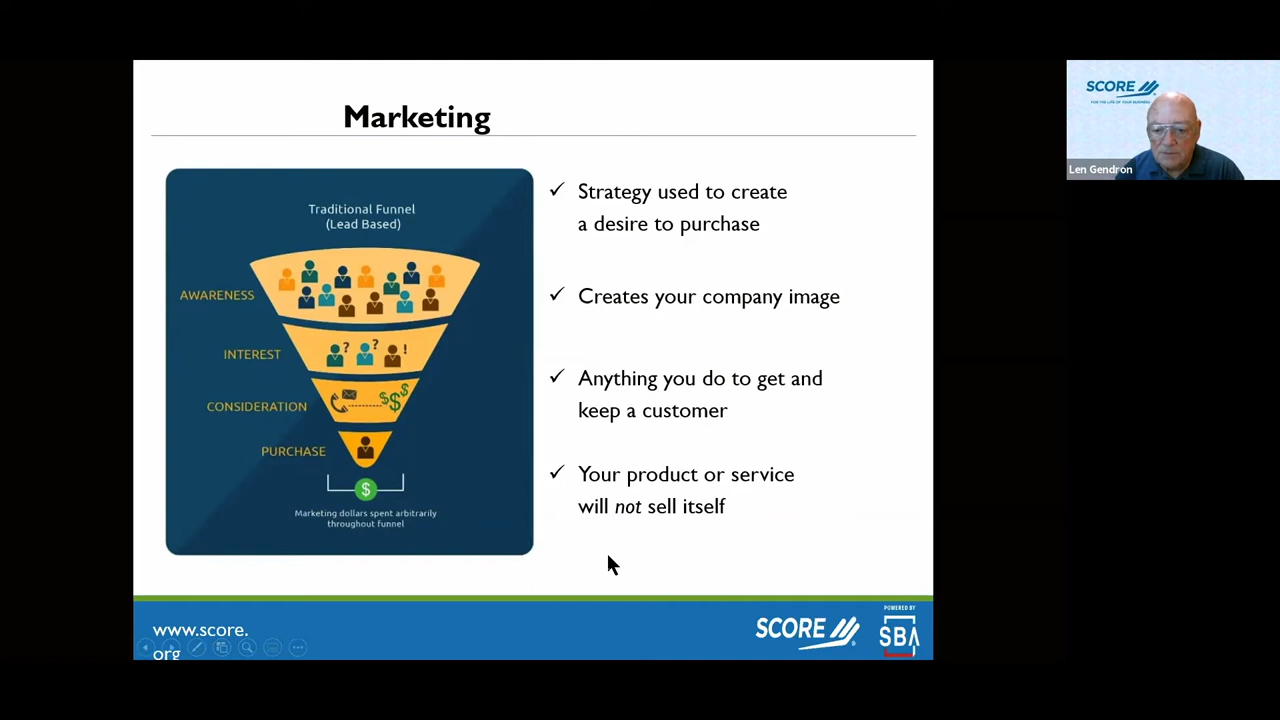 Marketing
Traditional Funnel
(Lead Based)
AWARENESS
INTEREST
? ? !
CONSIDERATION
$ $ $
PURCHASE
$
Marketing dollars spent arbitrarily
throughout funnel
✓ Strategy used to create
a desire to purchase
✓ Creates your company image
✓ Anything you do to get and
keep a customer
✓ Your product or service
will not sell itself
www.score.
org
SCORE
POWERED BY
SBA
SCORE
FOR THE LIFE OF YOUR BUSINESS
Len Gendron